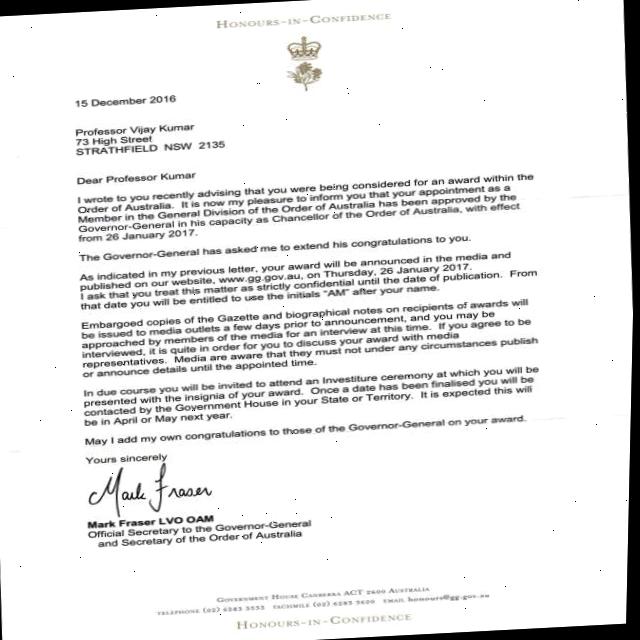 HONOURS-IN-CONFIDENCE
15 December 2016
Professor Vijay Kumar
73 High Street
STRATHFIELD NSW 2135
Dear Professor Kumar
I wrote to you recently advising that you were being considered for an award within the
Order of Australia. It is now my pleasure to inform you that your appointment as a
Member in the General Division of the Order of Australia has been approved by the
Governor-General in his capacity as Chancellor of the Order of Australia, with effect
from 26 January 2017.
The Governor-General has asked me to extend his congratulations to you.
As indicated in my previous letter, your award will be announced in the media and
published on our website, www.gg.gov.au, on Thursday, 26 January 2017.
I ask that you treat this matter as strictly confidential until the date of publication. From
that date you will be entitled to use the initials "AM" after your name.
Embargoed copies of the Gazette and biographical notes on recipients of awards will
be issued to media outlets a few days prior to announcement, and you may be
approached by members of the media for an interview at this time. If you agree to be
interviewed, it is quite in order for you to discuss your award with media
representatives. Media are aware that they must not under any circumstances publish
or announce details until the appointed time.
In due course you will be invited to attend an Investiture ceremony at which you will be
presented with the insignia of your award. Once a date has been finalised you will be
contacted by the Government House in your State or Territory. It is expected this will
be in April or May next year.
May I add my own congratulations to those of the Governor-General on your award.
Yours sincerely
Mark Fraser
Mark Fraser LVO OAM
Official Secretary to the Governor-General
and Secretary of the Order of Australia
GOVERNMENT HOUSE CANBERRA ACT 2600 AUSTRALIA
TELEPHONE (02) 6283 3533 FACSIMILE (02) 6283 3620 EMAIL honours@gg.gov.au
HONOURS-IN-CONFIDENCE